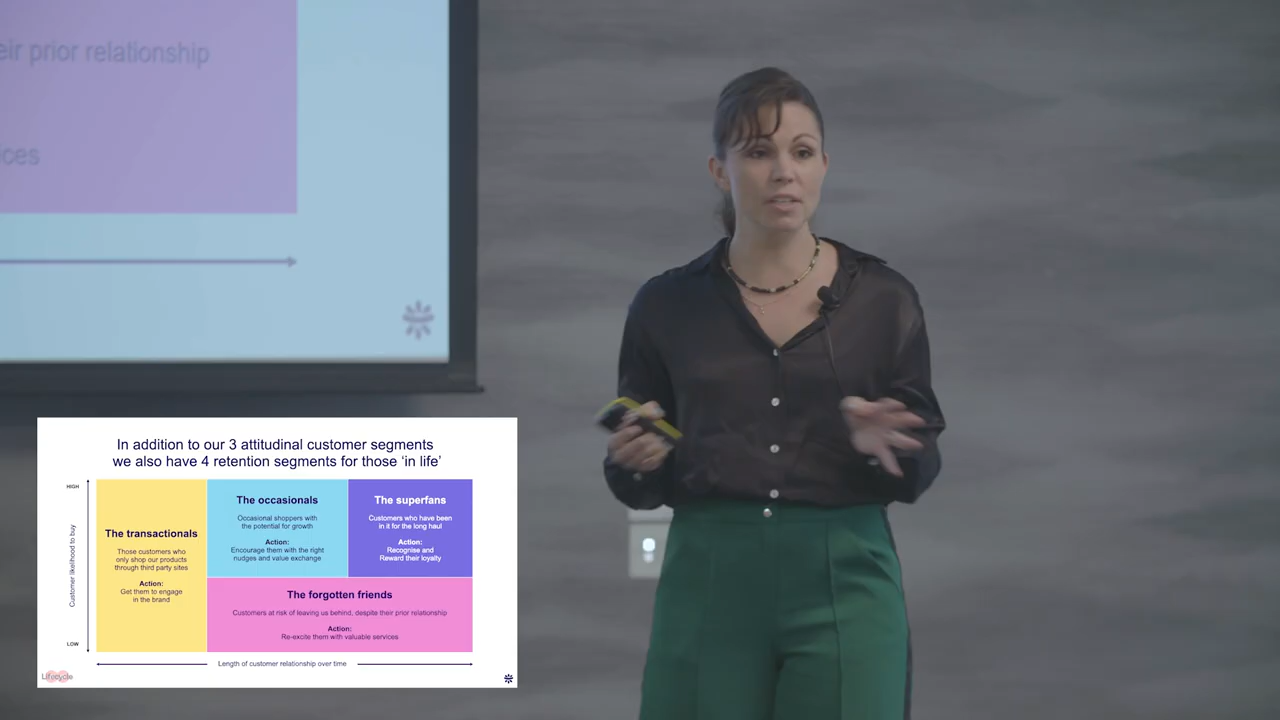 eir prior relationship
ices
In addition to our 3 attitudinal customer segments
we also have 4 retention segments for those ‘in life’
HIGH
Customer likelihood to buy
LOW
The transactionals
Those customers who
only shop our products
through third party sites
Action:
Get them to engage
in the brand
The occasionals
Occasional shoppers with
the potential for growth
Action:
Encourage them with the right
nudges and value exchange
The superfans
Customers who have been
in it for the long haul
Action:
Recognise and
Reward their loyalty
The forgotten friends
Customers at risk of leaving us behind, despite their prior relationship
Action:
Re-excite them with valuable services
Length of customer relationship over time
Lifecycle